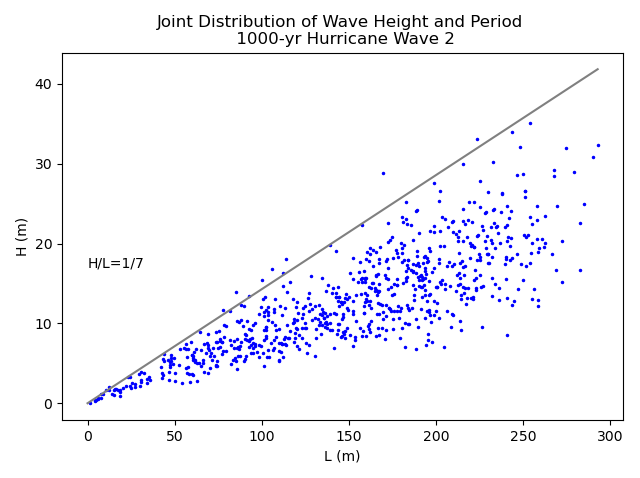 Joint Distribution of Wave Height and Period
1000-yr Hurricane Wave 2
H (m)
40
30
20
10
0
H/L=1/7
0 50 100 150 200 250 300
L (m)